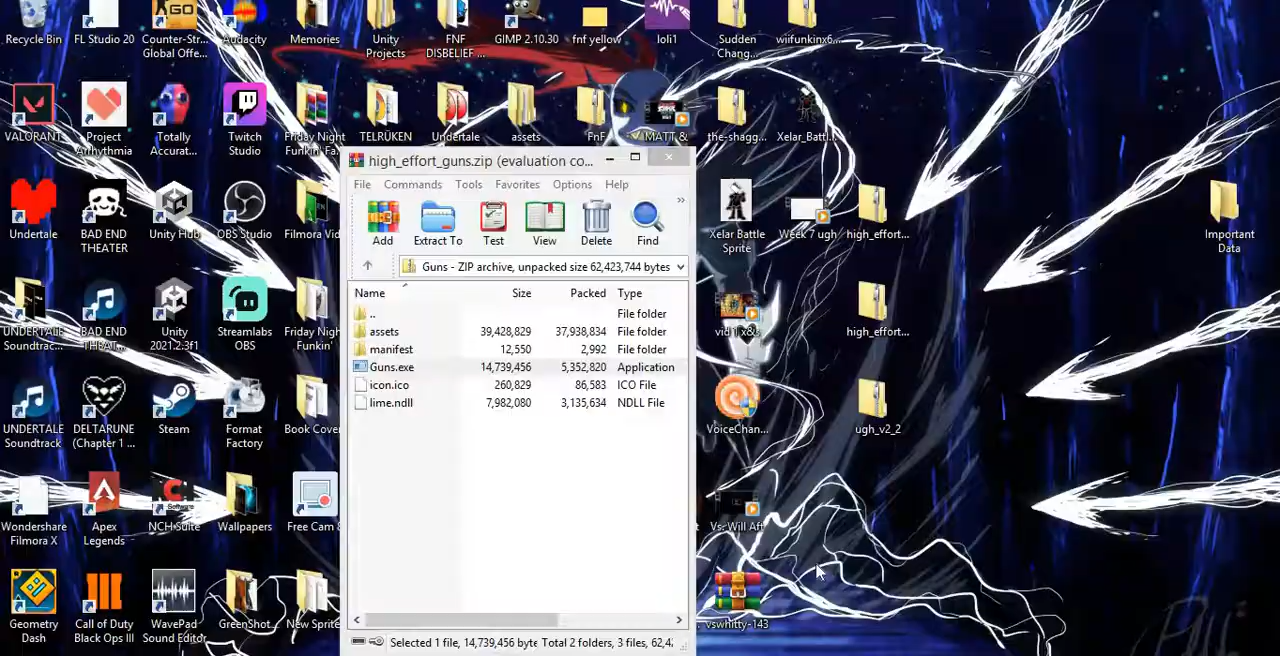 Recycle Bin
FL Studio 20
Counter-Str...
Global Offe...
Audacity
Memories
Unity
Projects
FNF
DISBELIEF ...
GIMP 2.10.30
fnf yellow
loli1
Sudden
Chang...
wiifunkinx6...
VALORANT
Project
Arrhythmia
Totally
Accurat...
Twitch
Studio
Friday Night
Funkin' Fa...
TELRÜKEN
Undertale
assets
FnF
MATT &
the-shagg...
Xelar_Battl...
high_effort_guns.zip (evaluation co...
File Commands Tools Favorites Options Help
Add Extract To Test View Delete Find
Guns - ZIP archive, unpacked size 62,423,744 bytes
Name Size Packed Type
.. File folder
assets 39,428,829 37,938,834 File folder
manifest 12,550 2,992 File folder
Guns.exe 14,739,456 5,352,820 Application
icon.ico 260,829 86,583 ICO File
lime.ndll 7,982,080 3,135,634 NDLL File
Selected 1 file, 14,739,456 byte Total 2 folders, 3 files, 62,4
Undertale
BAD END
THEATER
Unity Hub
OBS Studio
Filmora Vid
Xelar Battle
Sprite
Week 7 ugh
high_effort...
Important
Data
UNDERTALE
Soundtrac...
BAD END
THEAT...
Unity
2021.2.3f1
Streamlabs
OBS
Friday Nigh
Funkin'
vid 1 x&
high_effort...
UNDERTALE
Soundtrack
DELTARUNE
(Chapter 1 ...
Steam
Format
Factory
Book Cove
VoiceChan...
ugh_v2_2
Wondershare
Filmora X
Apex
Legends
NCH Suite
Wallpapers
Free Cam 8
Vs. Will Aft
Geometry
Dash
Call of Duty
Black Ops III
WavePad
Sound Editor
GreenShot...
New Sprite
vswhitty-143